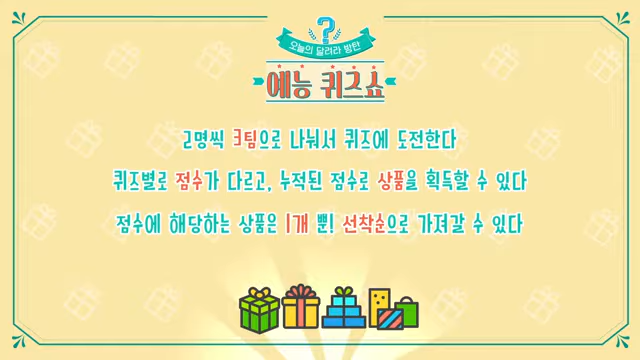 ?
오늘의 달려라 방탄
예능 퀴즈쇼
2명씩 3팀으로 나눠서 퀴즈에 도전한다
퀴즈별로 점수가 다르고, 누적된 점수로 상품을 획득할 수 있다
점수에 해당하는 상품은 1개 뿐! 선착순으로 가져갈 수 있다